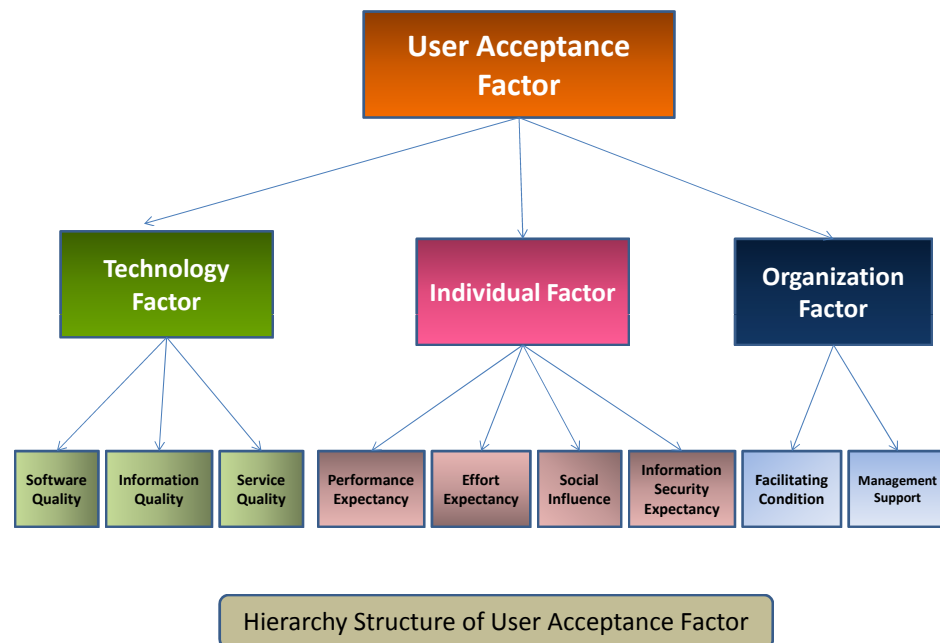 User Acceptance
Factor
Technology
Factor
Individual Factor
Organization
Factor
Software
Quality
Information
Quality
Service
Quality
Performance
Expectancy
Effort
Expectancy
Social
Influence
Information
Security
Expectancy
Facilitating
Condition
Management
Support
Hierarchy Structure of User Acceptance Factor